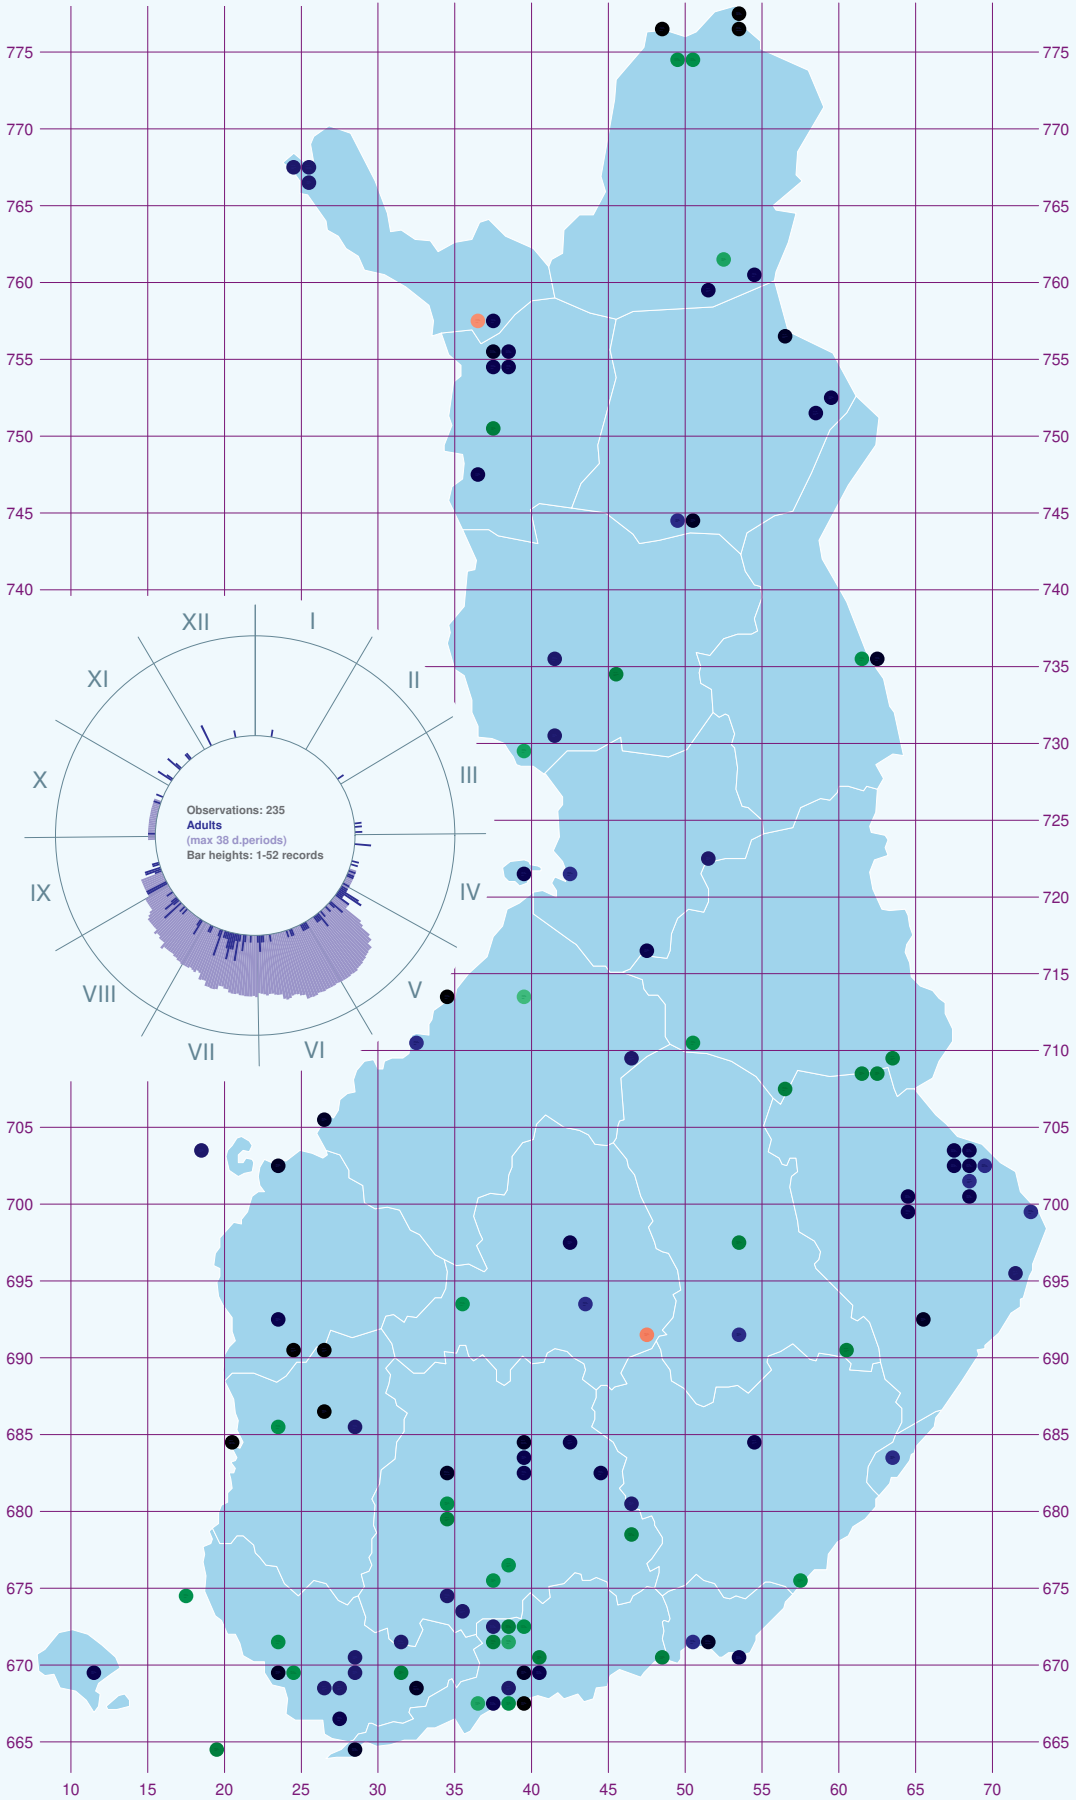 775 775
770 770
765 765
760 760
755 755
750 750
745 745
740 740
XII I
XI II
735 735
730 730
X III
Observations: 235
Adults
(max 38 d.periods)
Bar heights: 1-52 records
725 725
IX IV
720 720
715 715
VIII V
VII VI
710 710
705 705
700 700
695 695
690 690
685 685
680 680
675 675
670 670
665 665
10 15 20 25 30 35 40 45 50 55 60 65 70